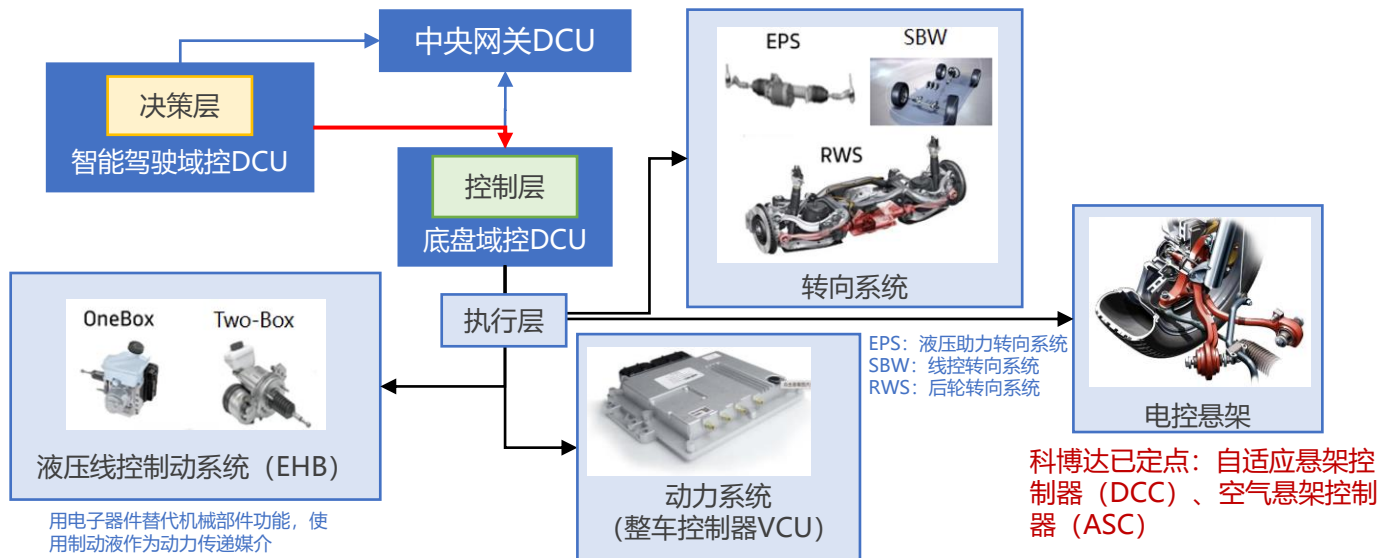 中央网关DCU
决策层
智能驾驶域控DCU
控制层
底盘域控DCU
执行层
EPS
SBW
RWS
转向系统
EPS：液压助力转向系统
SBW：线控转向系统
RWS：后轮转向系统
电控悬架
科博达已定点：自适应悬架控
制器（DCC）、空气悬架控制
器（ASC）
OneBox
Two-Box
液压线控制动系统（EHB）
用电子器件替代机械部件功能，使
用制动液作为动力传递媒介
动力系统
（整车控制器VCU）